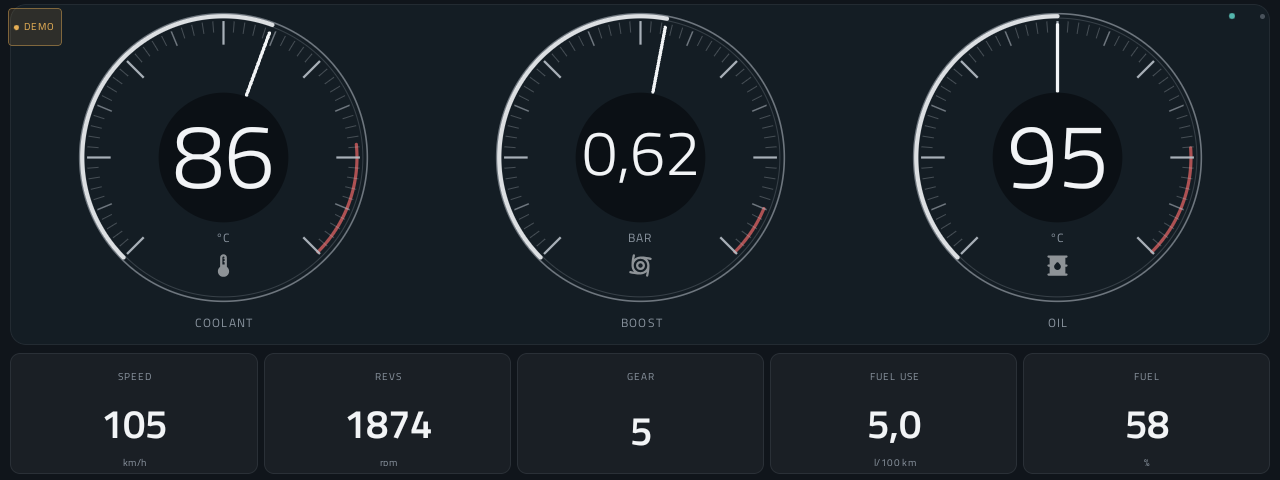 DEMO
86
°C
COOLANT
0,62
BAR
BOOST
95
°C
OIL
SPEED
105
km/h
REVS
1874
rpm
GEAR
5
FUEL USE
5,0
l/100 km
FUEL
58
%